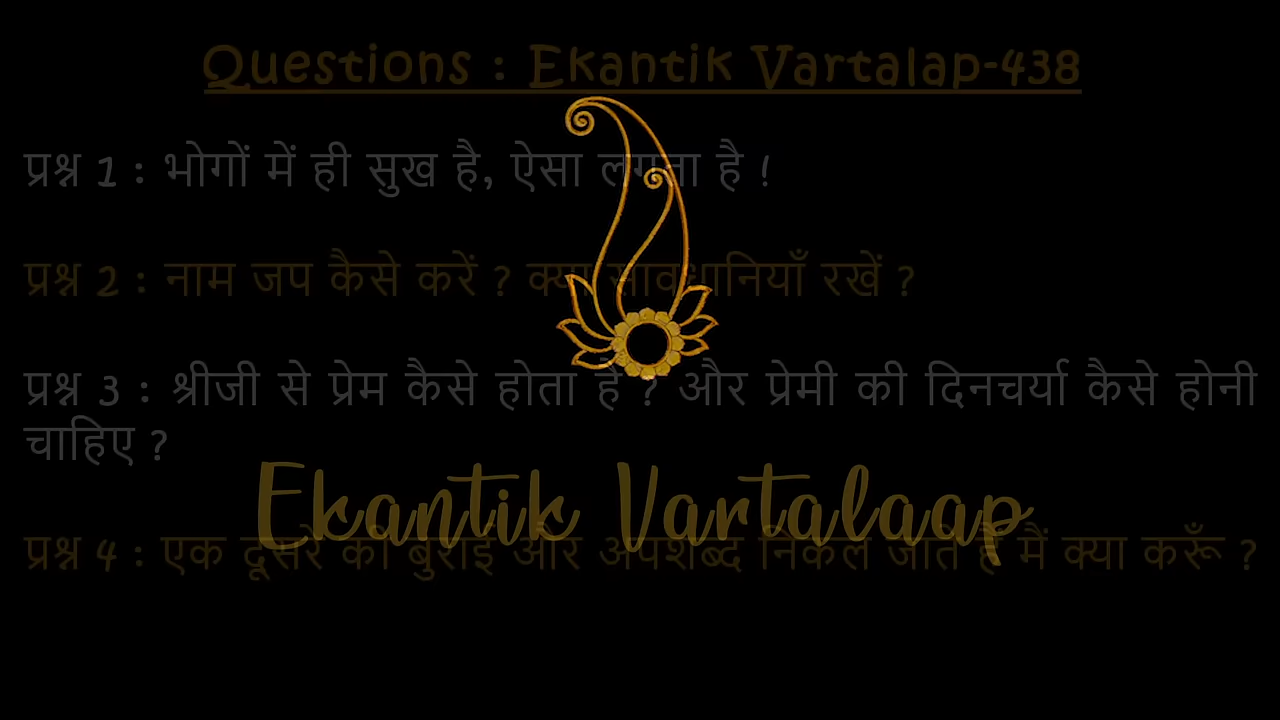 Questions : Ekantik Vartalap-438
प्रश्न 1 : भोगों में ही सुख है, ऐसा लगता है !
प्रश्न 2 : नाम जप कैसे करें ? क्या सावधानियाँ रखें ?
प्रश्न 3 : श्रीजी से प्रेम कैसे होता है ? और प्रेमी की दिनचर्या कैसे होनी
चाहिए ?
Ekantik Vartalaap
प्रश्न 4 : एक दूसरे की बुराई और अपशब्द निकल जाते है मैं क्या करूँ ?